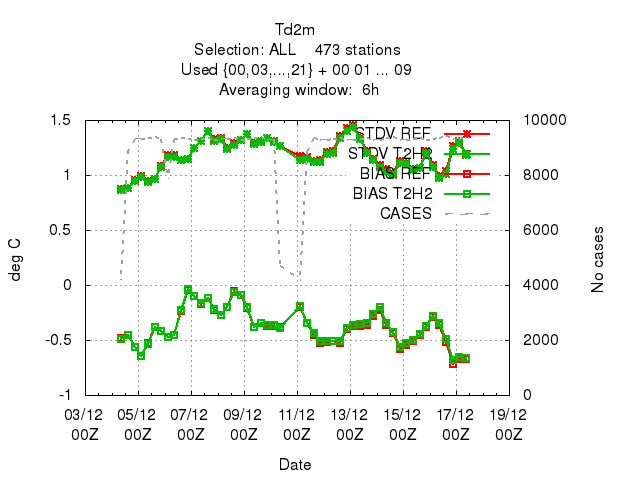 Td2m
Selection: ALL    473 stations
Used {00,03,...,21} + 00 01 ... 09
Averaging window:  6h
1.5
1
0.5
0
-0.5
-1
deg C
10000
8000
6000
4000
2000
0
No cases
STDV REF
STDV T2H2
BIAS REF
BIAS T2H2
CASES
03/12 05/12 07/12 09/12 11/12 13/12 15/12 17/12 19/12
00Z 00Z 00Z 00Z 00Z 00Z 00Z 00Z 00Z
Date